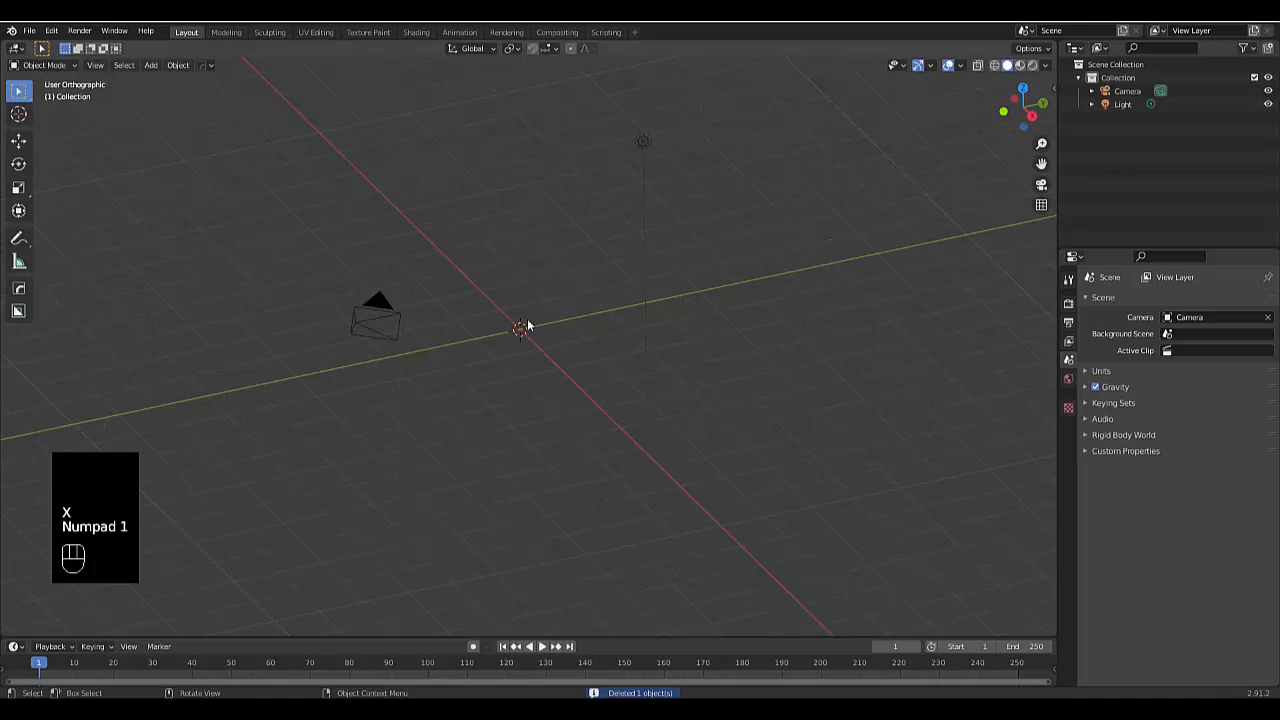 File Edit Render Window Help Layout Modeling Sculpting UV Editing Texture Paint Shading Animation Rendering Compositing Scripting + Scene View Layer
Global Options
Object Mode View Select Add Object
User Orthographic
(1) Collection
Z
Y
X
Scene Collection
Collection
Camera
Light
Scene View Layer
Scene
Camera Camera
Background Scene
Active Clip
Units
Gravity
Keying Sets
Audio
Rigid Body World
Custom Properties
X
Numpad 1
Playback Keying View Marker 1 Start 1 End 250
1 10 20 30 40 50 60 70 80 90 100 110 120 130 140 150 160 170 180 190 200 210 220 230 240 250
Select Box Select Rotate View Object Context Menu Deleted 1 object(s) 2.91.2